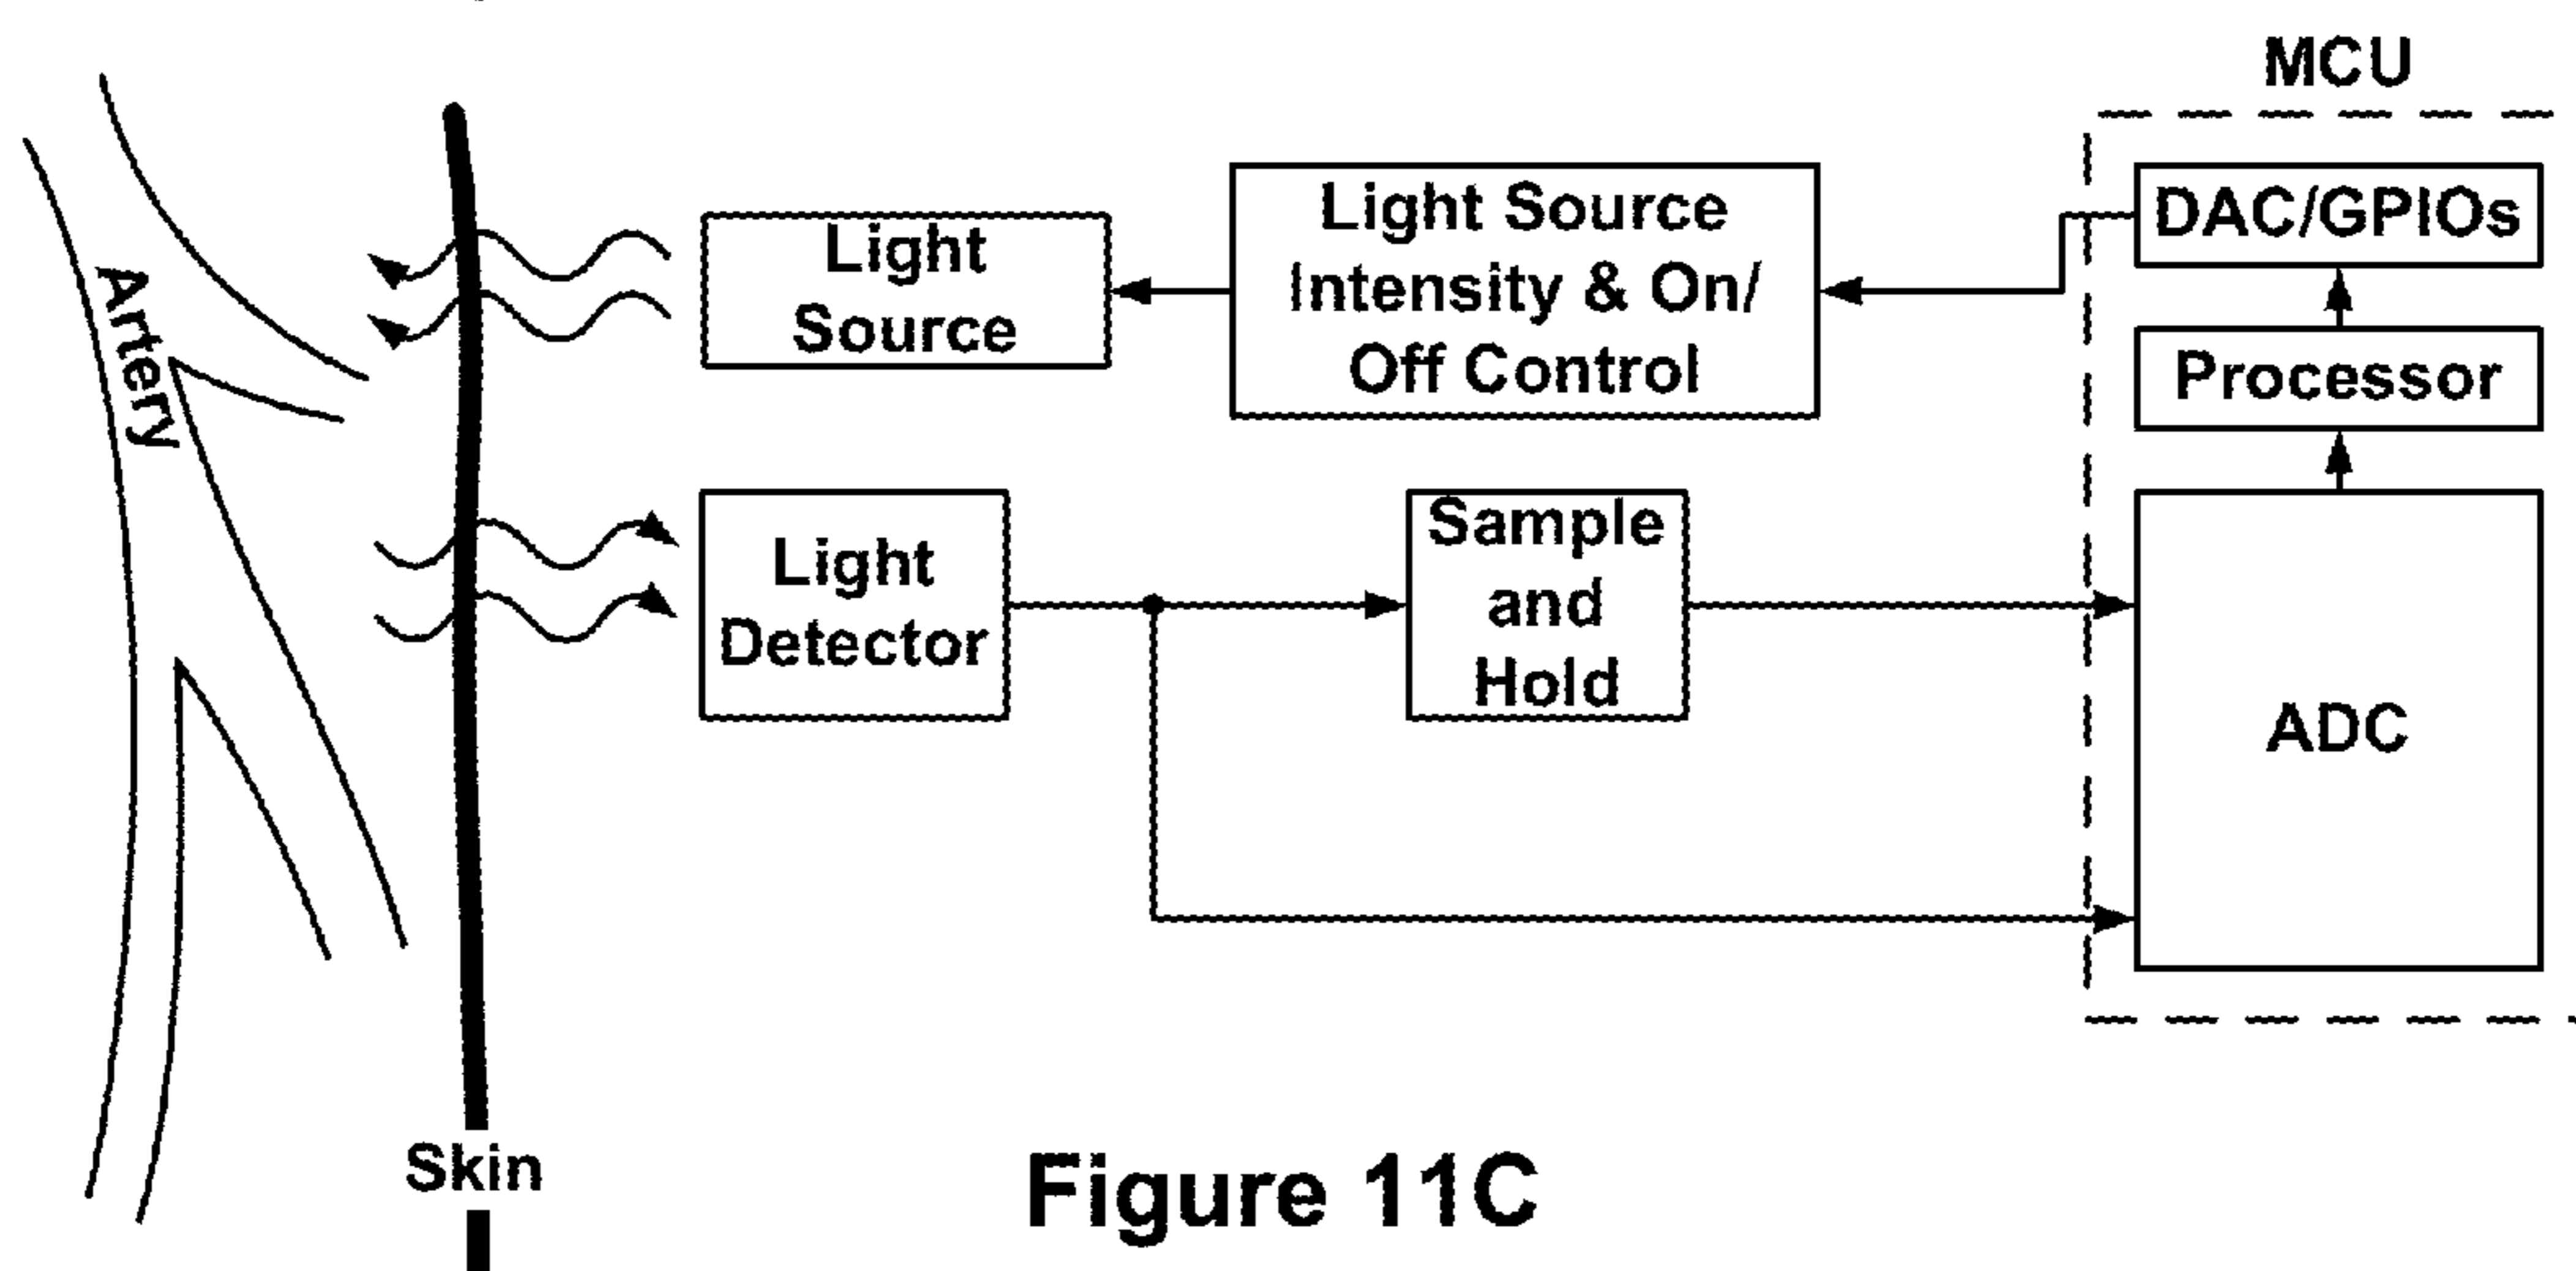 MCU
Light Source
Intensity & On/
Off Control
DAC/GPIOs
Light
Source
Artery
Processor
Light
Detector
Sample
and
Hold
ADC
Skin
Figure 11C